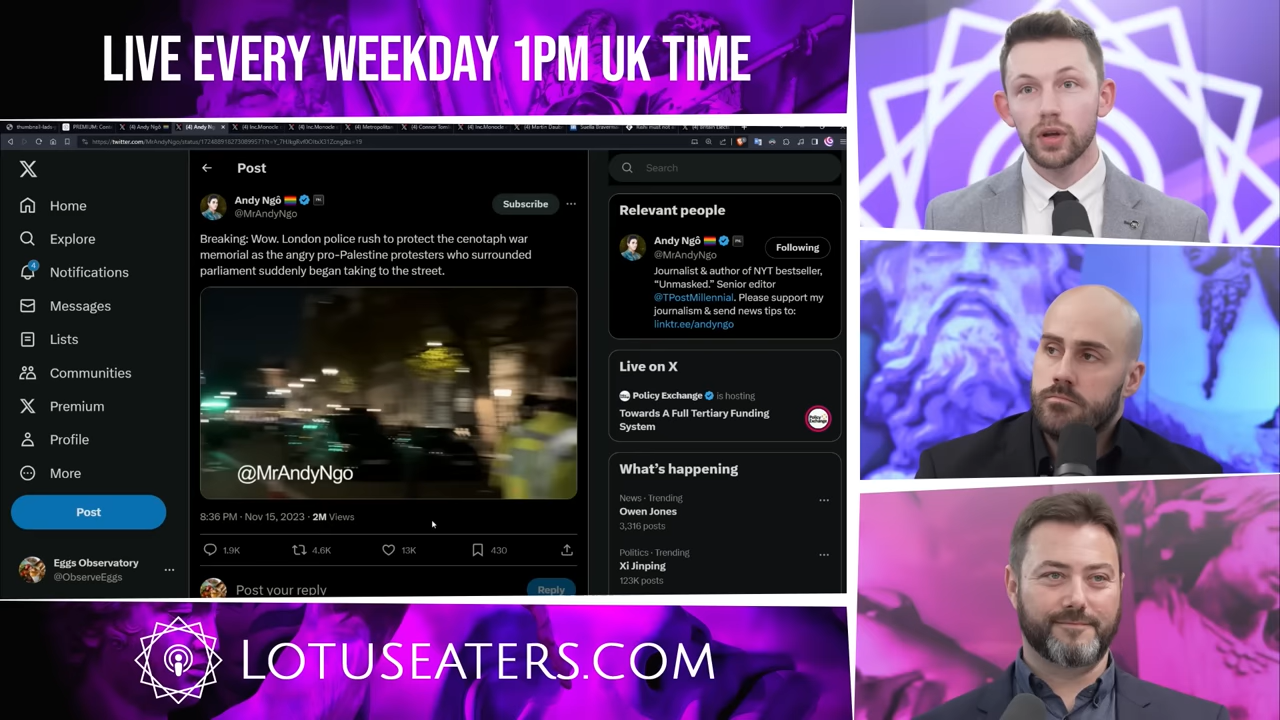 LIVE EVERY WEEKDAY 1PM UK TIME
Post
Search
Home
Explore
4
Notifications
Messages
Lists
Communities
Premium
Profile
More
Post
Eggs Observatory
@ObserveEggs
Andy Ngô
@MrAndyNgo
Subscribe
Breaking: Wow. London police rush to protect the cenotaph war
memorial as the angry pro-Palestine protesters who surrounded
parliament suddenly began taking to the street.
@MrAndyNgo
8:36 PM · Nov 15, 2023 · 2M Views
1.9K
4.6K
13K
430
Post your reply
Reply
Relevant people
Andy Ngô
@MrAndyNgo
Following
Journalist & author of NYT bestseller,
"Unmasked." Senior editor
@TPostMillennial. Please support my
journalism & send news tips to:
linktr.ee/andyngo
Live on X
Policy Exchange is hosting
Towards A Full Tertiary Funding
System
What's happening
News · Trending
Owen Jones
3,316 posts
Politics · Trending
Xi Jinping
123K posts
LOTUSEATERS.COM